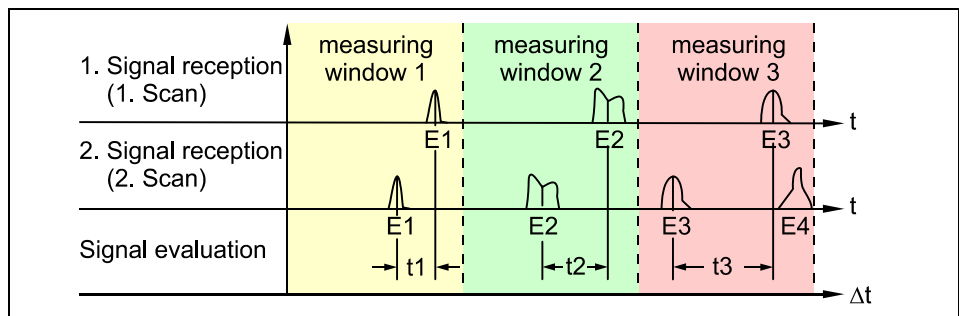 measuring window 1
measuring window 2
measuring window 3
1. Signal reception
(1. Scan)
E1
E2
E3
t
2. Signal reception
(2. Scan)
E1
E2
E3
E4
t
Signal evaluation
t1
t2
t3
Δt